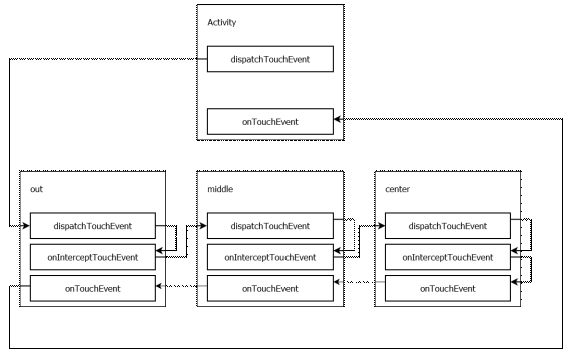 Activity
dispatchTouchEvent
onTouchEvent
out
middle
center
dispatchTouchEvent
dispatchTouchEvent
dispatchTouchEvent
onInterceptTouchEvent
onInterceptTouchEvent
onInterceptTouchEvent
onTouchEvent
onTouchEvent
onTouchEvent